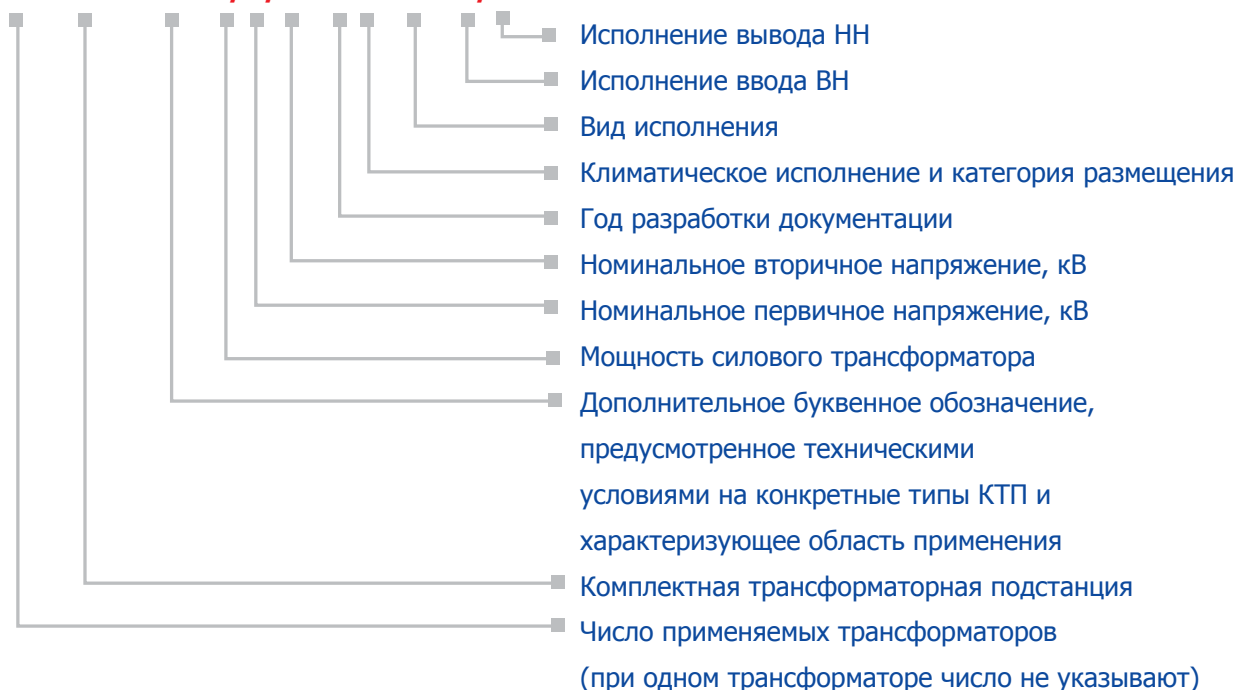 Исполнение вывода НН
Исполнение ввода ВН
Вид исполнения
Климатическое исполнение и категория размещения
Год разработки документации
Номинальное вторичное напряжение, кВ
Номинальное первичное напряжение, кВ
Мощность силового трансформатора
Дополнительное буквенное обозначение,
предусмотренное техническими
условиями на конкретные типы КТП и
характеризующее область применения
Комплектная трансформаторная подстанция
Число применяемых трансформаторов
(при одном трансформаторе число не указывают)